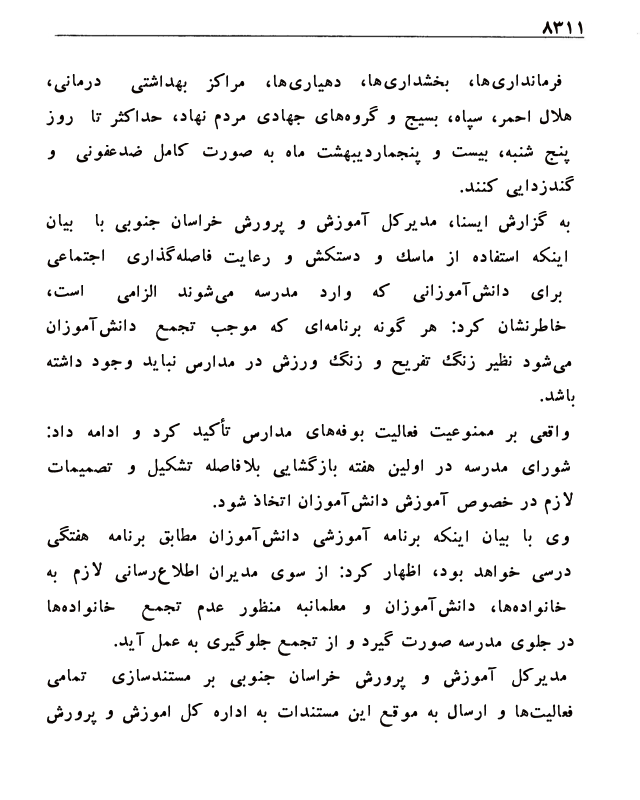 ۸۳۱۱
فرمانداری‌ها، بخشداری‌ها، دهیاری‌ها، مراکز بهداشتی درمانی،
هلال احمر، سپاه، بسیج و گروه‌های جهادی مردم نهاد، حداکثر تا روز
پنج شنبه، بیست و پنجماردیبهشت ماه به صورت کامل ضدعفونی و
گندزدایی کنند.
به گزارش ایسنا، مدیرکل آموزش و پرورش خراسان جنوبی با بیان
اینکه استفاده از ماسك و دستکش و رعایت فاصله‌گذاری اجتماعی
برای دانش‌آموزانی که وارد مدرسه می‌شوند الزامی است،
خاطرنشان کرد: هر گونه برنامه‌ای که موجب تجمع دانش‌آموزان
می‌شود نظیر زنگ تفریح و زنگ ورزش در مدارس نباید وجود داشته
باشد.
واقعی بر ممنوعیت فعالیت بوفه‌های مدارس تأکید کرد و ادامه داد:
شورای مدرسه در اولین هفته بازگشایی بلافاصله تشکیل و تصمیمات
لازم در خصوص آموزش دانش‌آموزان اتخاذ شود.
وی با بیان اینکه برنامه آموزشی دانش‌آموزان مطابق برنامه هفتگی
درسی خواهد بود، اظهار کرد: از سوی مدیران اطلاع‌رسانی لازم به
خانواده‌ها، دانش‌آموزان و معلمانبه منظور عدم تجمع خانواده‌ها
در جلوی مدرسه صورت گیرد و از تجمع جلوگیری به عمل آید.
مدیرکل آموزش و پرورش خراسان جنوبی بر مستندسازی تمامی
فعالیت‌ها و ارسال به موقع این مستندات به اداره کل اموزش و پرورش